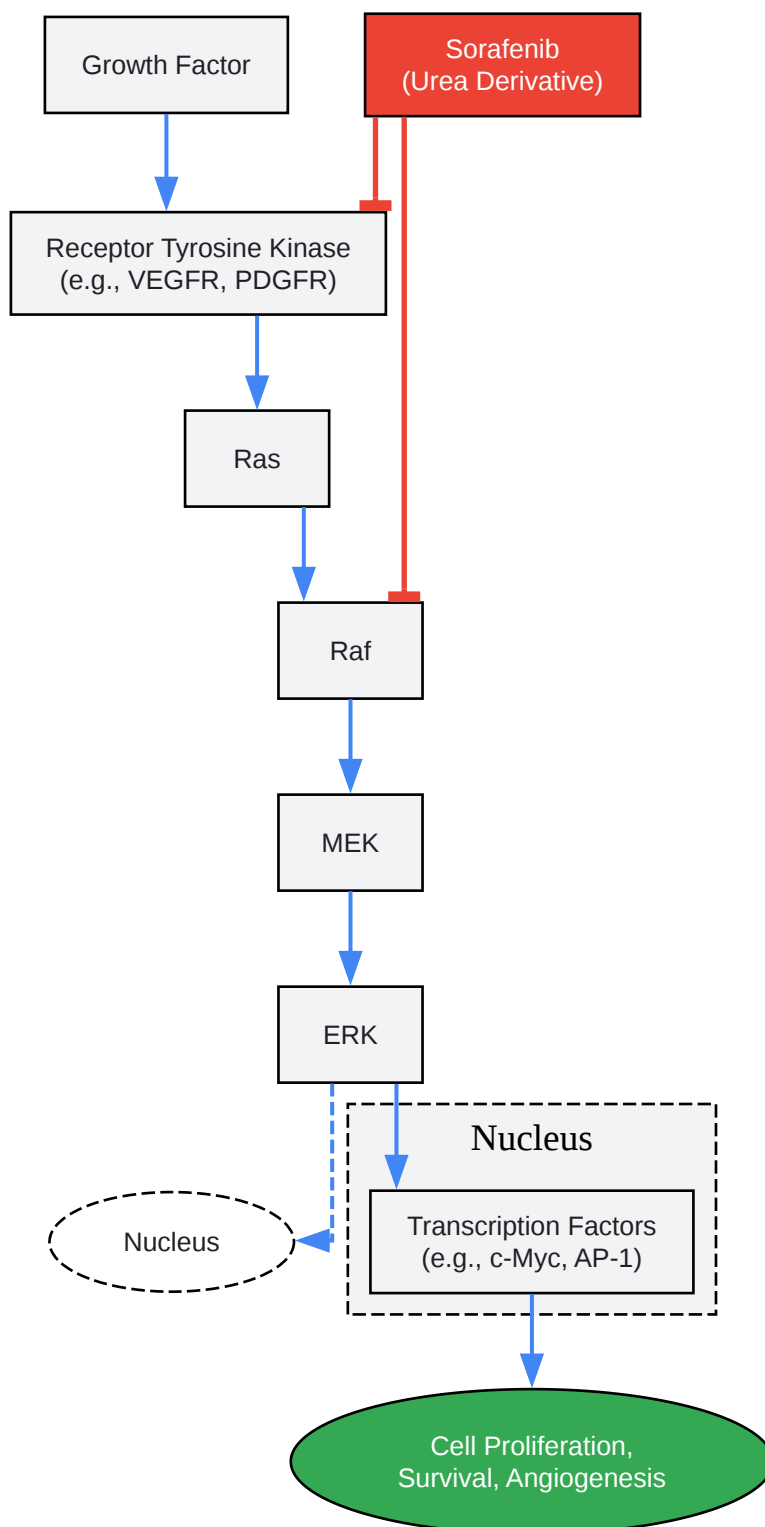 Growth Factor
Sorafenib
(Urea Derivative)
Receptor Tyrosine Kinase
(e.g., VEGFR, PDGFR)
Ras
Raf
MEK
ERK
Nucleus
Nucleus
Transcription Factors
(e.g., c-Myc, AP-1)
Cell Proliferation,
Survival, Angiogenesis